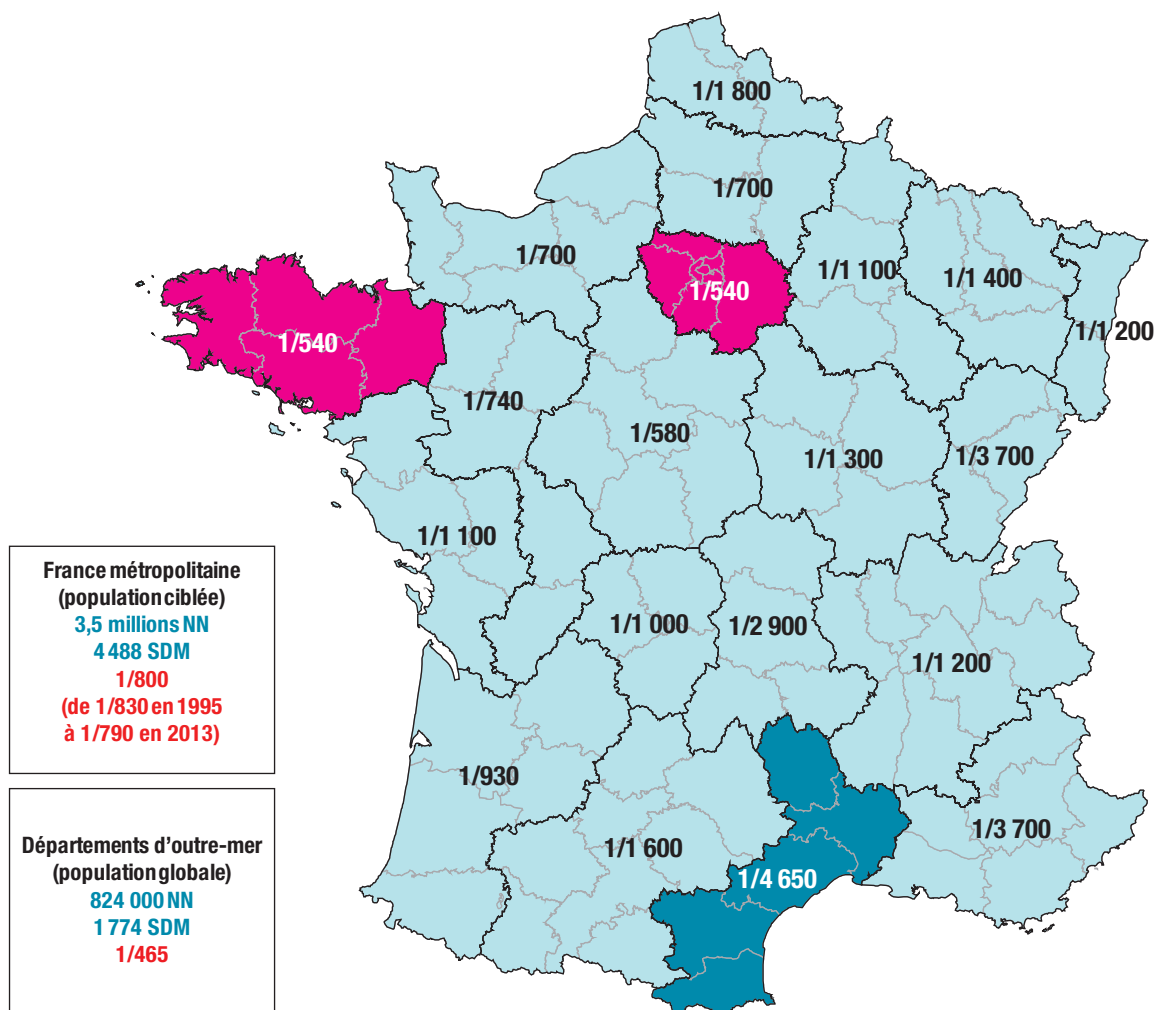 1/1 800
1/700
1/700
1/540
1/1 100
1/1 400
1/1 200
1/540
1/740
1/580
1/1 300
1/3 700
1/1 100
1/1 000
1/2 900
1/1 200
1/930
1/1 600
1/3 700
1/4 650
France métropolitaine
(population ciblée)
3,5 millions NN
4 488 SDM
1/800
(de 1/830 en 1995
à 1/790 en 2013)
Départements d’outre-mer
(population globale)
824 000 NN
1 774 SDM
1/465